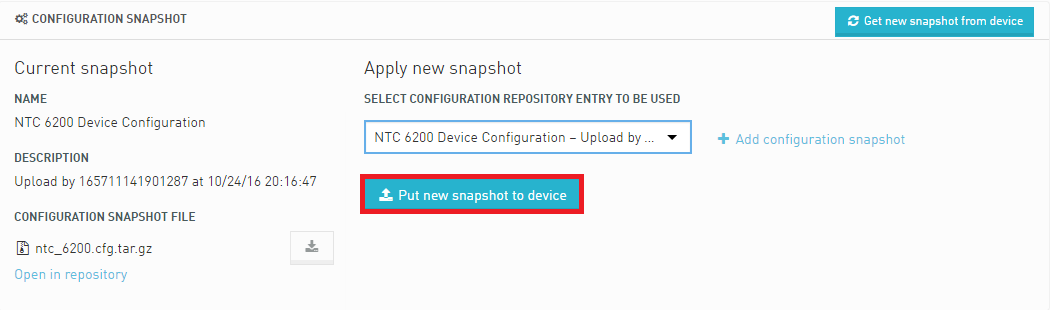 CONFIGURATION SNAPSHOT
Get new snapshot from device
Current snapshot
NAME
NTC 6200 Device Configuration
DESCRIPTION
Upload by 165711141901287 at 10/24/16 20:16:47
CONFIGURATION SNAPSHOT FILE
ntc_6200.cfg.tar.gz
Open in repository
Apply new snapshot
SELECT CONFIGURATION REPOSITORY ENTRY TO BE USED
NTC 6200 Device Configuration – Upload by ...
Add configuration snapshot
Put new snapshot to device